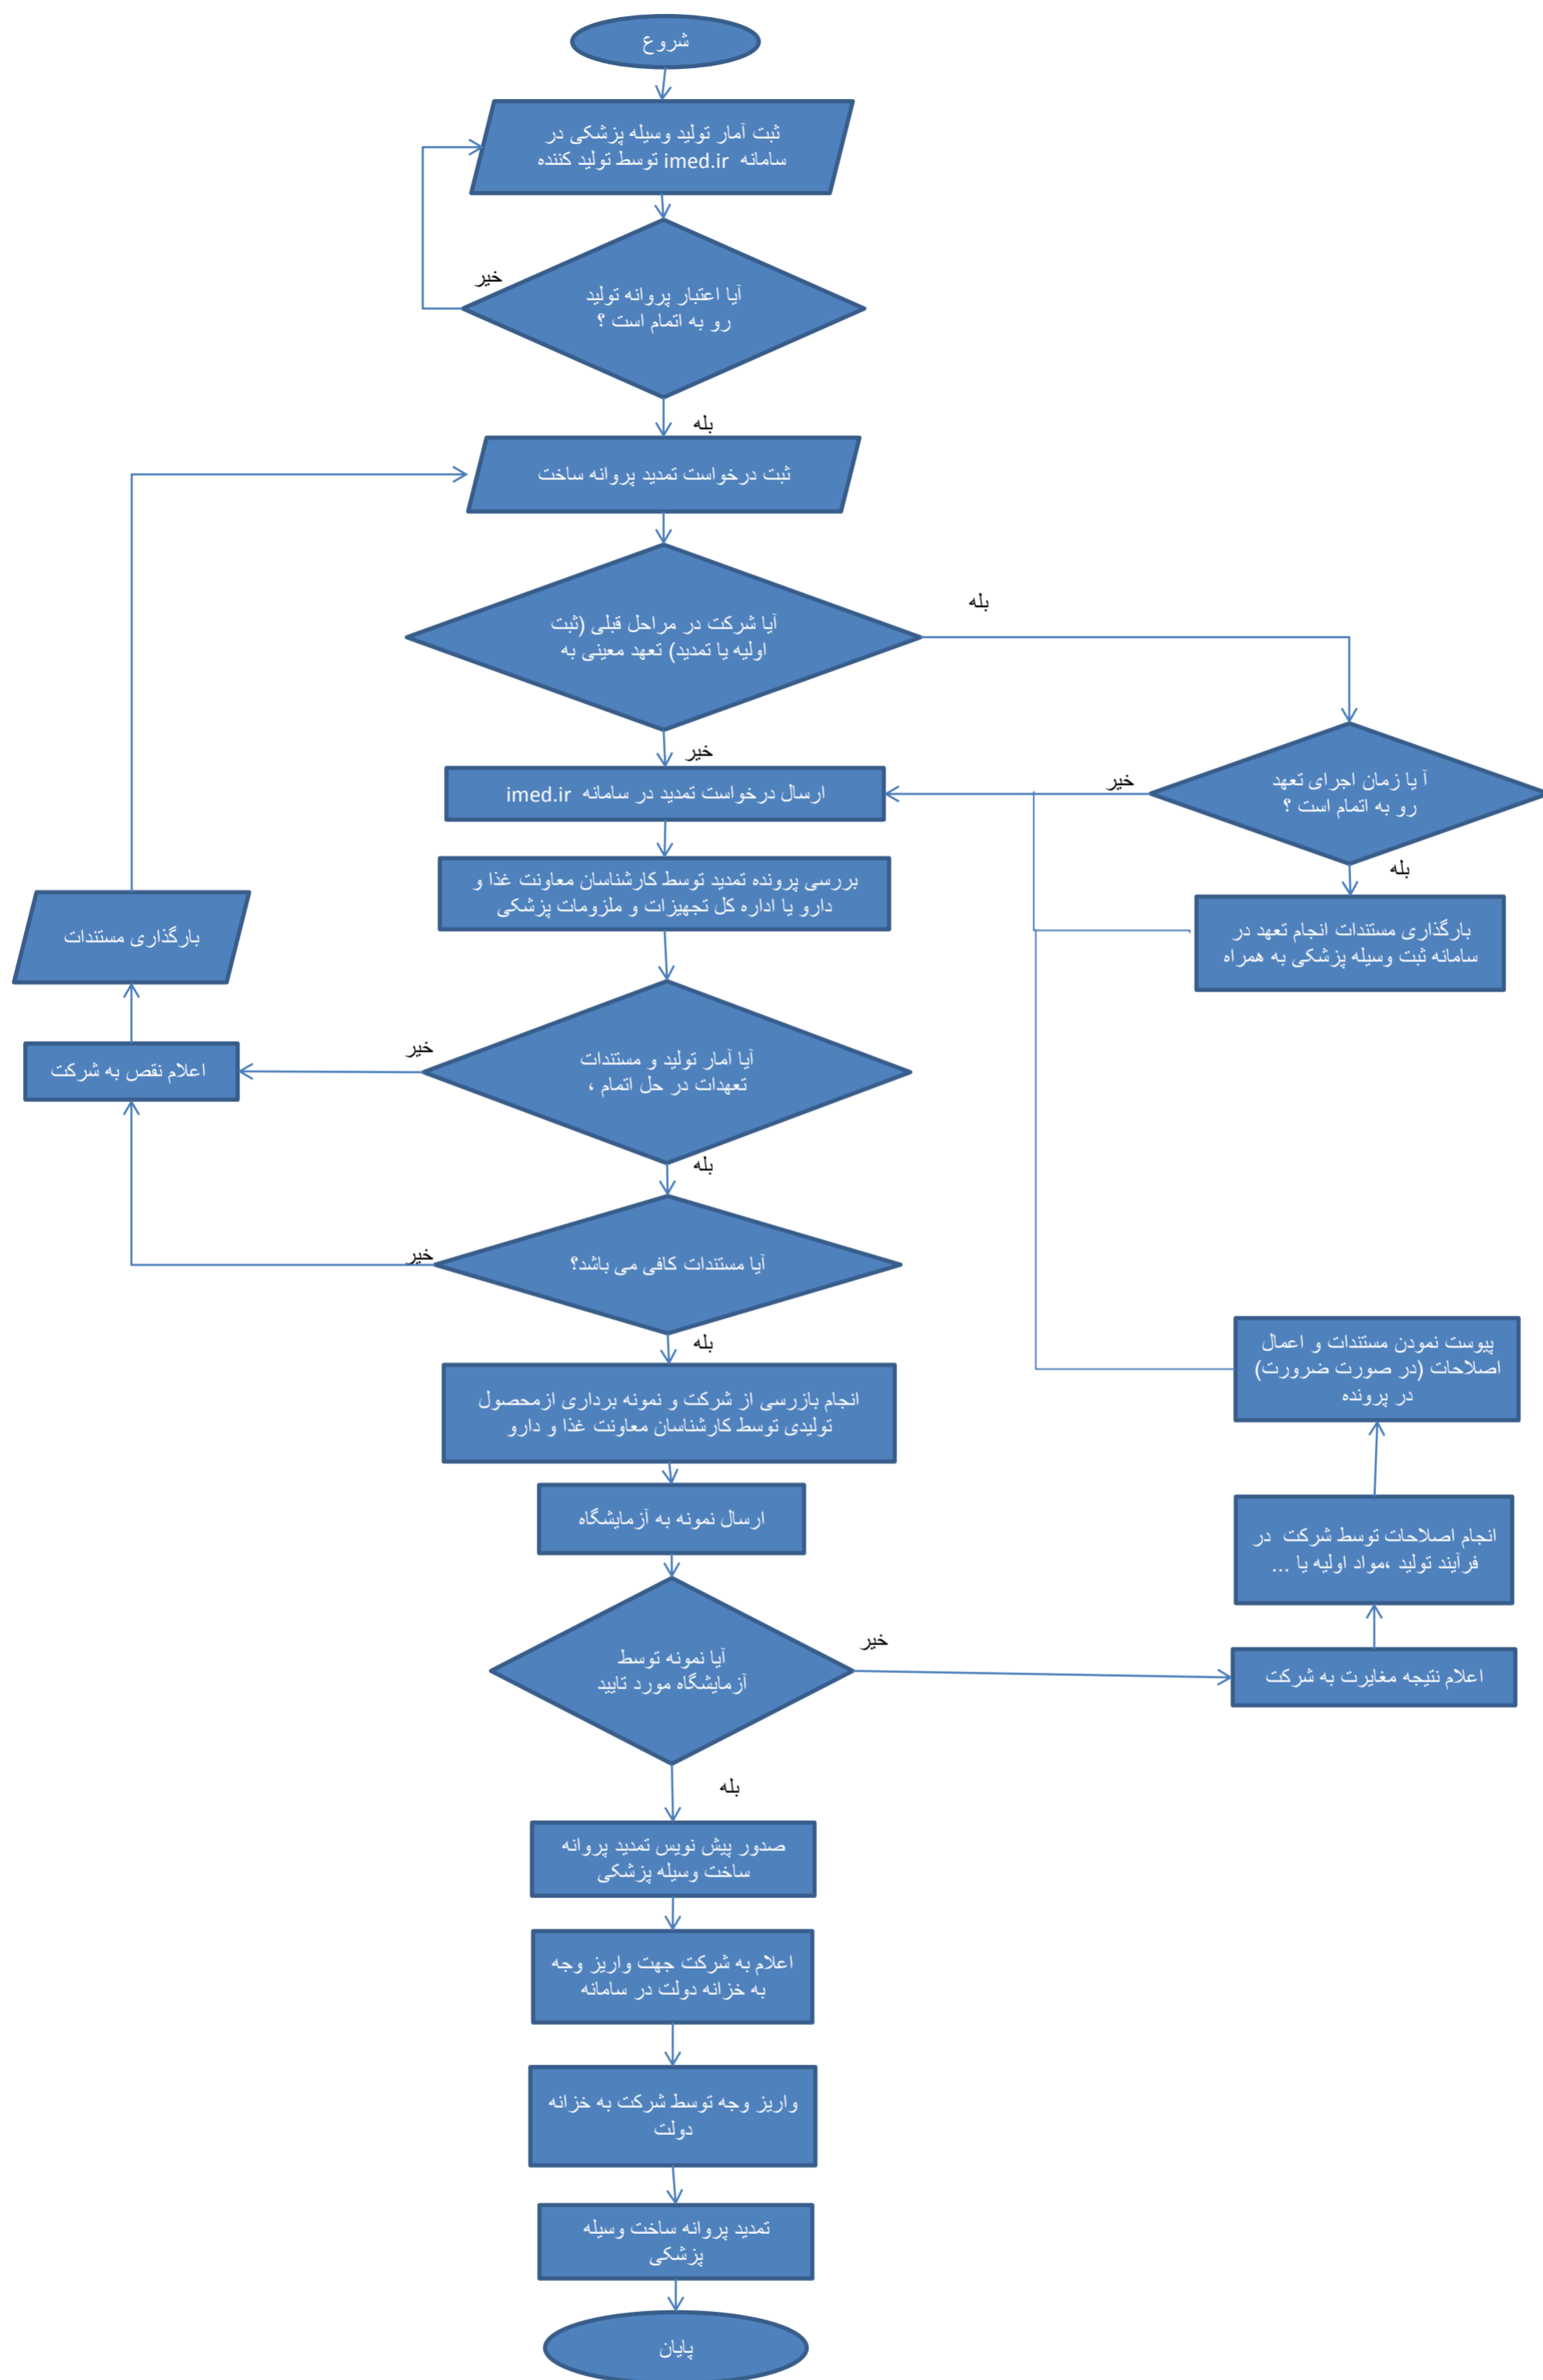 شروع
ثبت آمار تولید وسیله پزشکی در
سامانه imed.ir توسط تولید کننده
خیر
آیا اعتبار پروانه تولید
رو به اتمام است ؟
بله
ثبت درخواست تمدید پروانه ساخت
بله
آیا شرکت در مراحل قبلی (ثبت
اولیه یا تمدید) تعهد معینی به
خیر
ارسال درخواست تمدید در سامانه imed.ir
خیر
آ یا زمان اجرای تعهد
رو به اتمام است ؟
بله
بررسی پرونده تمدید توسط کارشناسان معاونت غذا و
دارو یا اداره کل تجهیزات و ملزومات پزشکی
بارگذاری مستندات انجام تعهد در
سامانه ثبت وسیله پزشکی به همراه
بارگذاری مستندات
خیر
آیا آمار تولید و مستندات
تعهدات در حل اتمام ،
اعلام نقص به شرکت
بله
خیر
آیا مستندات کافی می باشد؟
بله
انجام بازرسی از شرکت و نمونه برداری ازمحصول
تولیدی توسط کارشناسان معاونت غذا و دارو
پیوست نمودن مستندات و اعمال
اصلاحات (در صورت ضرورت)
در پرونده
ارسال نمونه به آزمایشگاه
انجام اصلاحات توسط شرکت در
فرآیند تولید ،مواد اولیه یا ...
خیر
آیا نمونه توسط
آزمایشگاه مورد تایید
اعلام نتیجه مغایرت به شرکت
بله
صدور پیش نویس تمدید پروانه
ساخت وسیله پزشکی
اعلام به شرکت جهت واریز وجه
به خزانه دولت در سامانه
واریز وجه توسط شرکت به خزانه
دولت
تمدید پروانه ساخت وسیله
پزشکی
پایان